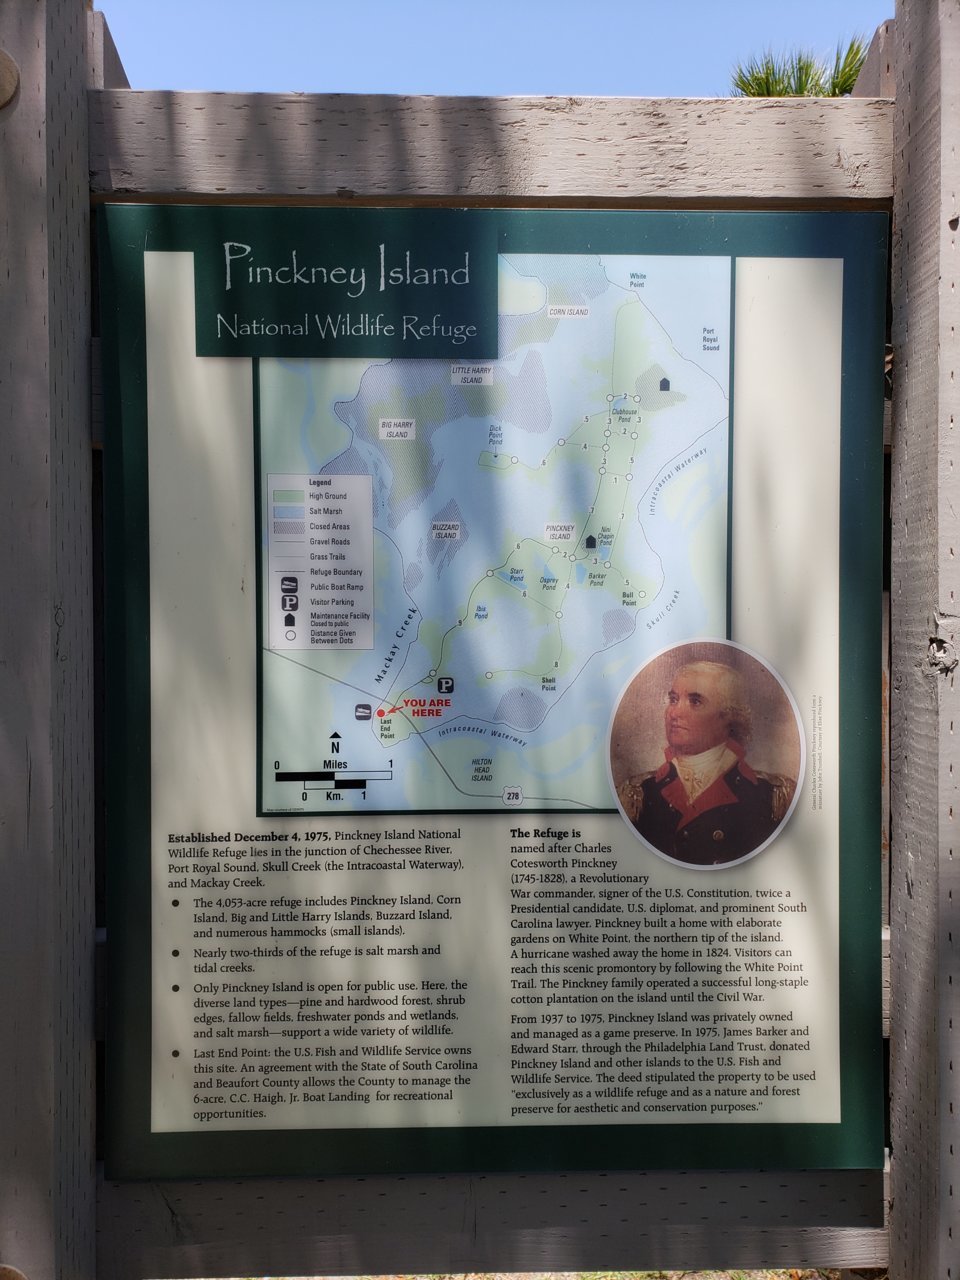 Pinckney Island
National Wildlife Refuge
White
Point
CORN ISLAND
Port
Royal
Sound
LITTLE HARRY
ISLAND
BIG HARRY
ISLAND
Dick
Point
Pond
Clubhouse
Pond
Intracoastal Waterway
Legend
High Ground
Salt Marsh
Closed Areas
Gravel Roads
Grass Trails
Refuge Boundary
Public Boat Ramp
P Visitor Parking
Maintenance Facility
Closed to public
Distance Given
Between Dots
BUZZARD
ISLAND
PINCKNEY
ISLAND
Nini
Chapin
Pond
Starr
Pond
Osprey
Pond
Barker
Pond
Ibis
Pond
Bull
Point
Skull Creek
Mackay Creek
Shell
Point
P
YOU ARE
HERE
Last
End
Point
Intracoastal Waterway
N
0 Miles 1
0 Km. 1
HILTON
HEAD
ISLAND
278
Established December 4, 1975, Pinckney Island National
Wildlife Refuge lies in the junction of Chechessee River,
Port Royal Sound, Skull Creek (the Intracoastal Waterway),
and Mackay Creek.
• The 4,053-acre refuge includes Pinckney Island, Corn
Island, Big and Little Harry Islands, Buzzard Island,
and numerous hammocks (small islands).
• Nearly two-thirds of the refuge is salt marsh and
tidal creeks.
• Only Pinckney Island is open for public use. Here, the
diverse land types—pine and hardwood forest, shrub
edges, fallow fields, freshwater ponds and wetlands,
and salt marsh—support a wide variety of wildlife.
• Last End Point: the U.S. Fish and Wildlife Service owns
this site. An agreement with the State of South Carolina
and Beaufort County allows the County to manage the
6-acre, C.C. Haigh, Jr. Boat Landing for recreational
opportunities.
The Refuge is
named after Charles
Cotesworth Pinckney
(1745-1828), a Revolutionary
War commander, signer of the U.S. Constitution, twice a
Presidential candidate, U.S. diplomat, and prominent South
Carolina lawyer. Pinckney built a home with elaborate
gardens on White Point, the northern tip of the island.
A hurricane washed away the home in 1824. Visitors can
reach this scenic promontory by following the White Point
Trail. The Pinckney family operated a successful long-staple
cotton plantation on the island until the Civil War.
From 1937 to 1975, Pinckney Island was privately owned
and managed as a game preserve. In 1975, James Barker and
Edward Starr, through the Philadelphia Land Trust, donated
Pinckney Island and other islands to the U.S. Fish and
Wildlife Service. The deed stipulated the property to be used
"exclusively as a wildlife refuge and as a nature and forest
preserve for aesthetic and conservation purposes."